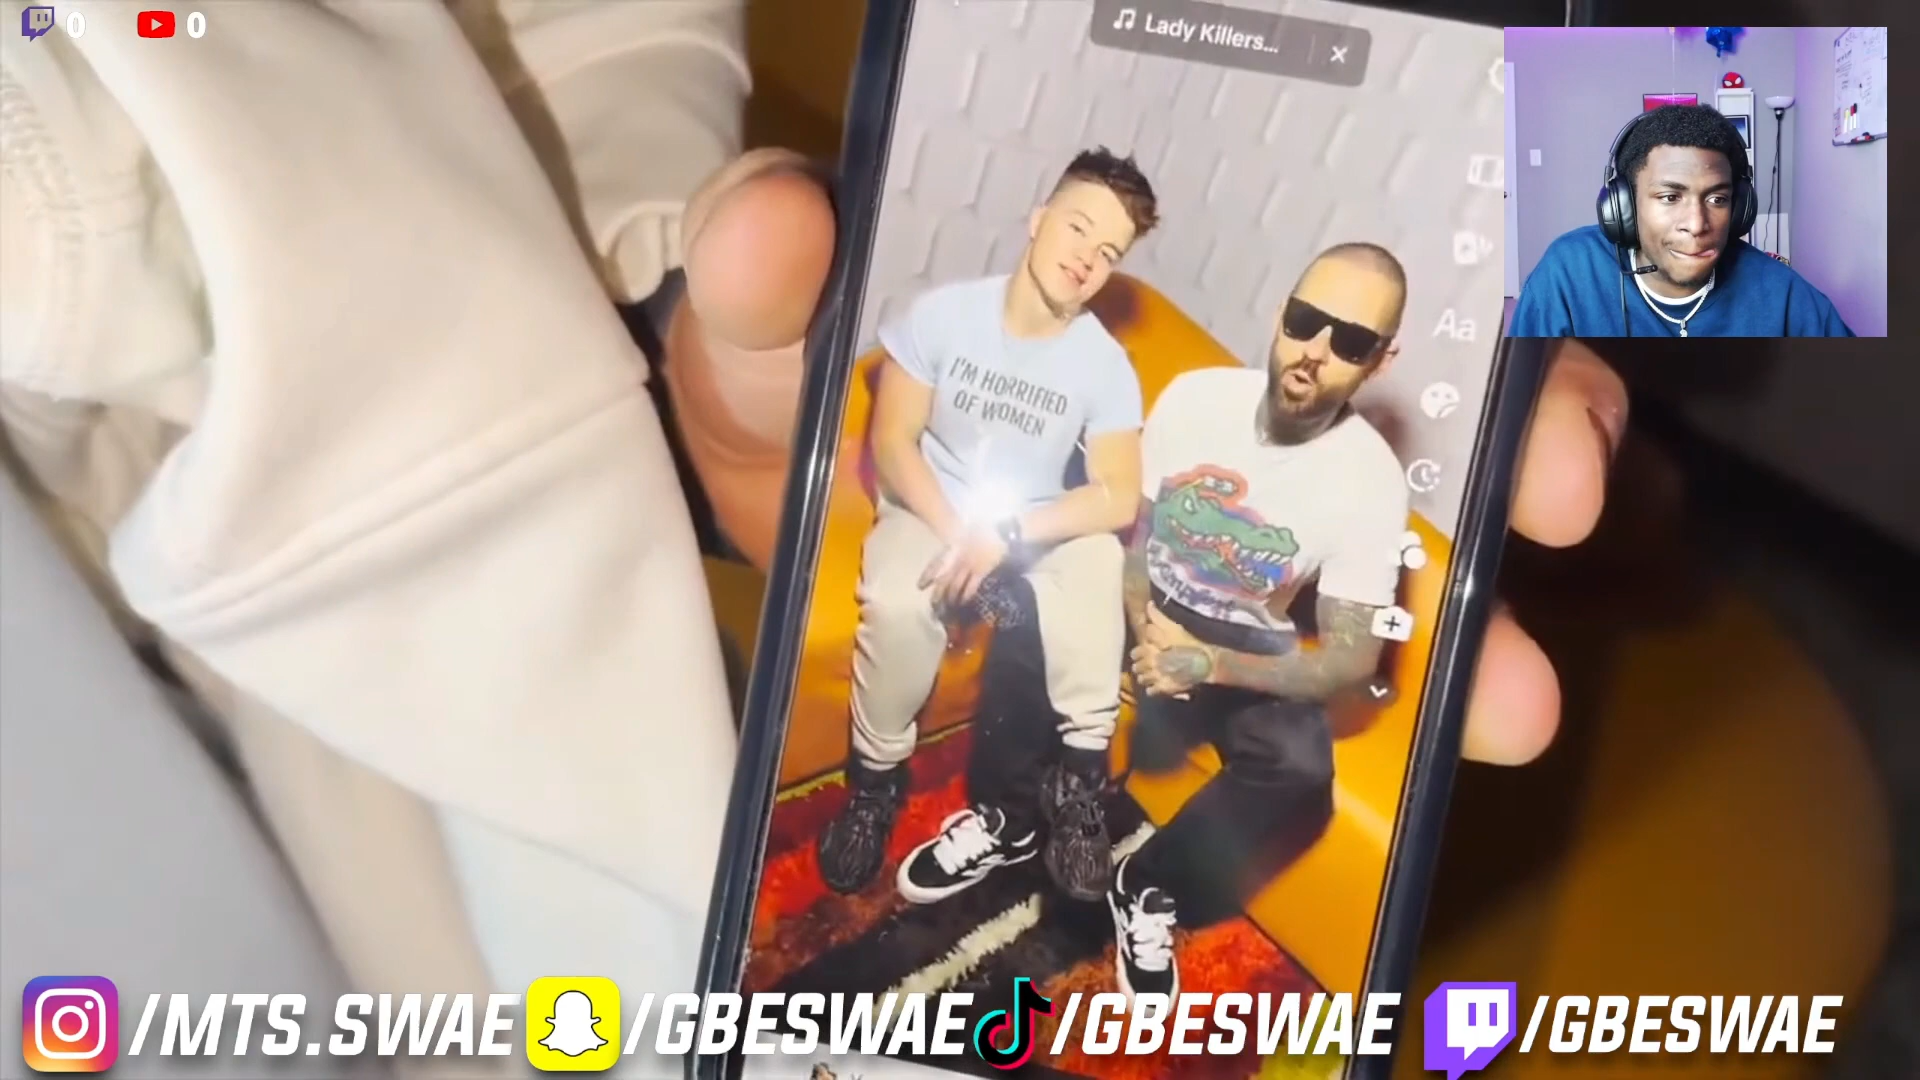 0 0
Lady Killers...
Aa
I'M HORRIFIED
OF WOMEN
/MTS.SWAE /GBESWAE /GBESWAE /GBESWAE